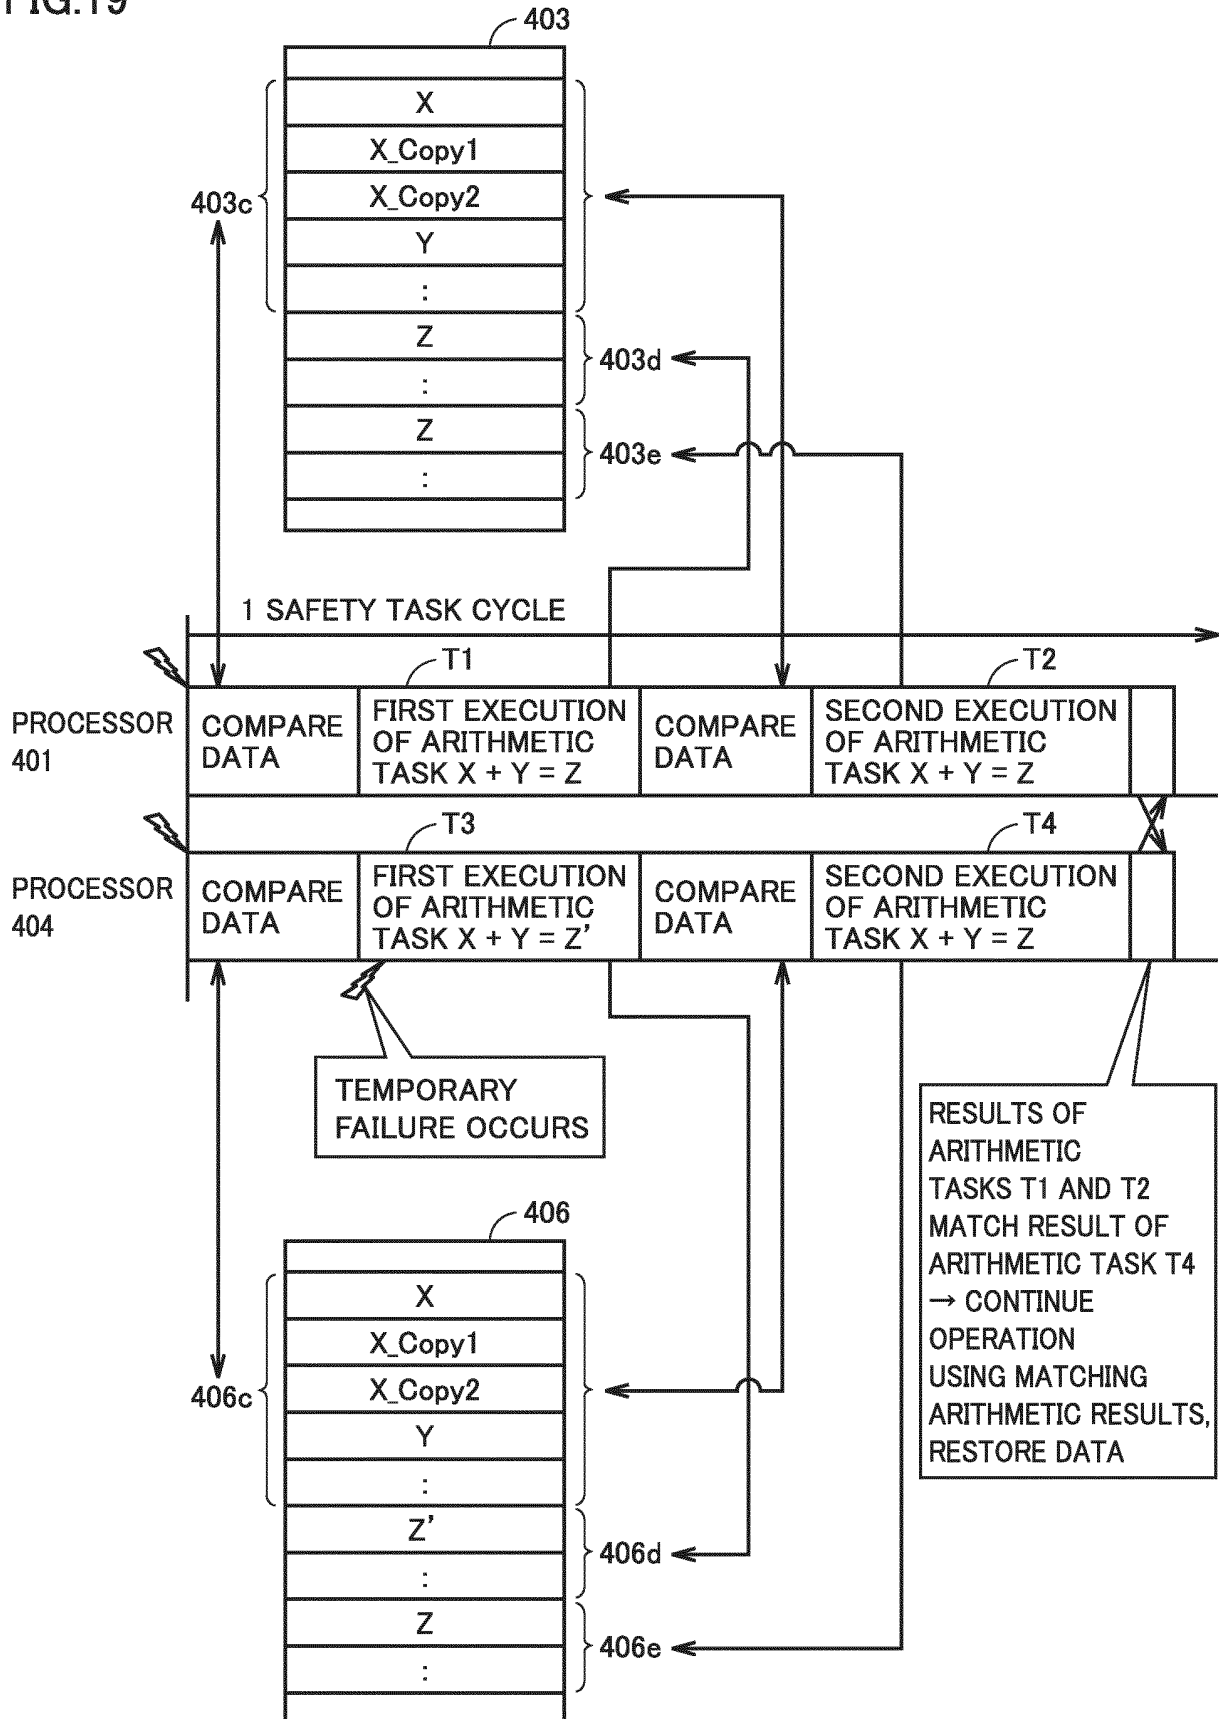 FIG.19
403
X
X_Copy1
X_Copy2
403c
Y
:
Z
403d
:
Z
403e
:
1 SAFETY TASK CYCLE
T1
T2
PROCESSOR
401
COMPARE
DATA
FIRST EXECUTION
OF ARITHMETIC
TASK X + Y = Z
COMPARE
DATA
SECOND EXECUTION
OF ARITHMETIC
TASK X + Y = Z
T3
T4
PROCESSOR
404
COMPARE
DATA
FIRST EXECUTION
OF ARITHMETIC
TASK X + Y = Z'
COMPARE
DATA
SECOND EXECUTION
OF ARITHMETIC
TASK X + Y = Z
TEMPORARY
FAILURE OCCURS
RESULTS OF
ARITHMETIC
TASKS T1 AND T2
MATCH RESULT OF
ARITHMETIC TASK T4
→ CONTINUE
OPERATION
USING MATCHING
ARITHMETIC RESULTS,
RESTORE DATA
406
X
X_Copy1
X_Copy2
406c
Y
:
Z'
406d
:
Z
406e
: